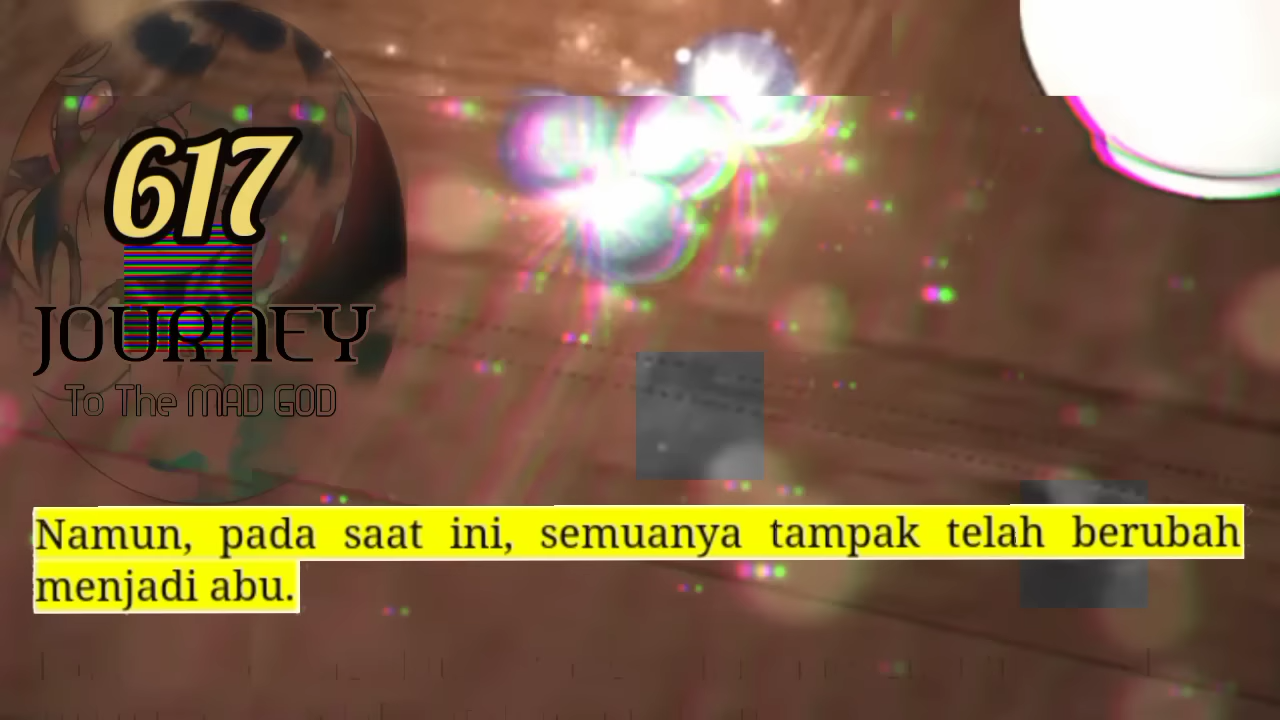 617
JOURNEY
To The MAD GOD
Namun, pada saat ini, semuanya tampak telah berubah
menjadi abu.